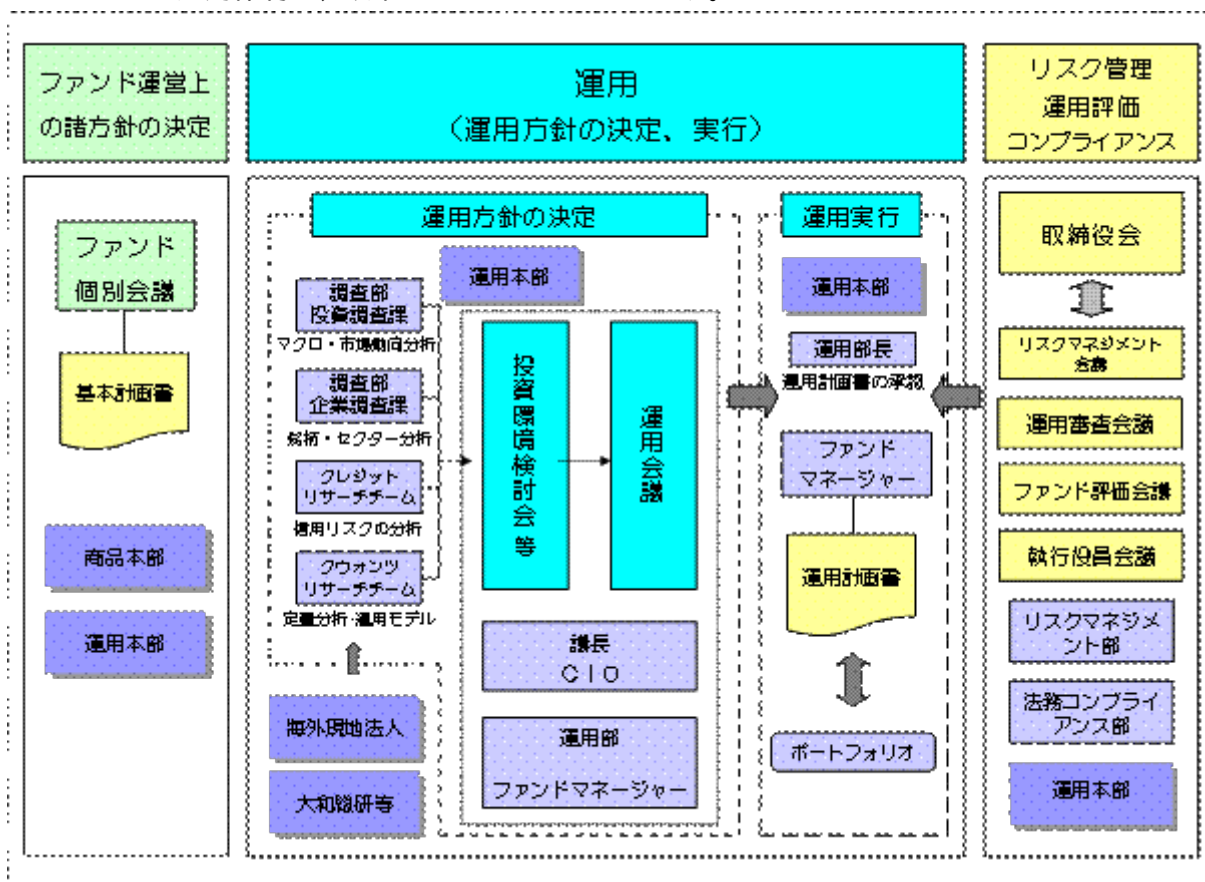 ファンド運営上
の諸方針の決定
運用
(運用方針の決定、実行)
リスク管理
運用評価
コンプライアンス
ファンド
個別会議
基本計画書
商品本部
運用本部
運用方針の決定
運用本部
調査部
投資調査課
マクロ・市場動向分析
調査部
企業調査課
銘柄・セクター分析
クレジット
リサーチチーム
信用リスクの分析
クウォンツ
リサーチチーム
定量分析・運用モデル
海外現地法人
大和総研等
投資環境検討会等
運用会議
議長
CIO
運用部
ファンドマネージャー
運用実行
運用本部
運用部長
運用計画書の承認
ファンド
マネージャー
運用計画書
ポートフォリオ
取締役会
リスクマネジメント
会議
運用審査会議
ファンド評価会議
執行役員会議
リスクマネジメ
ント部
法務コンプライ
アンス部
運用本部